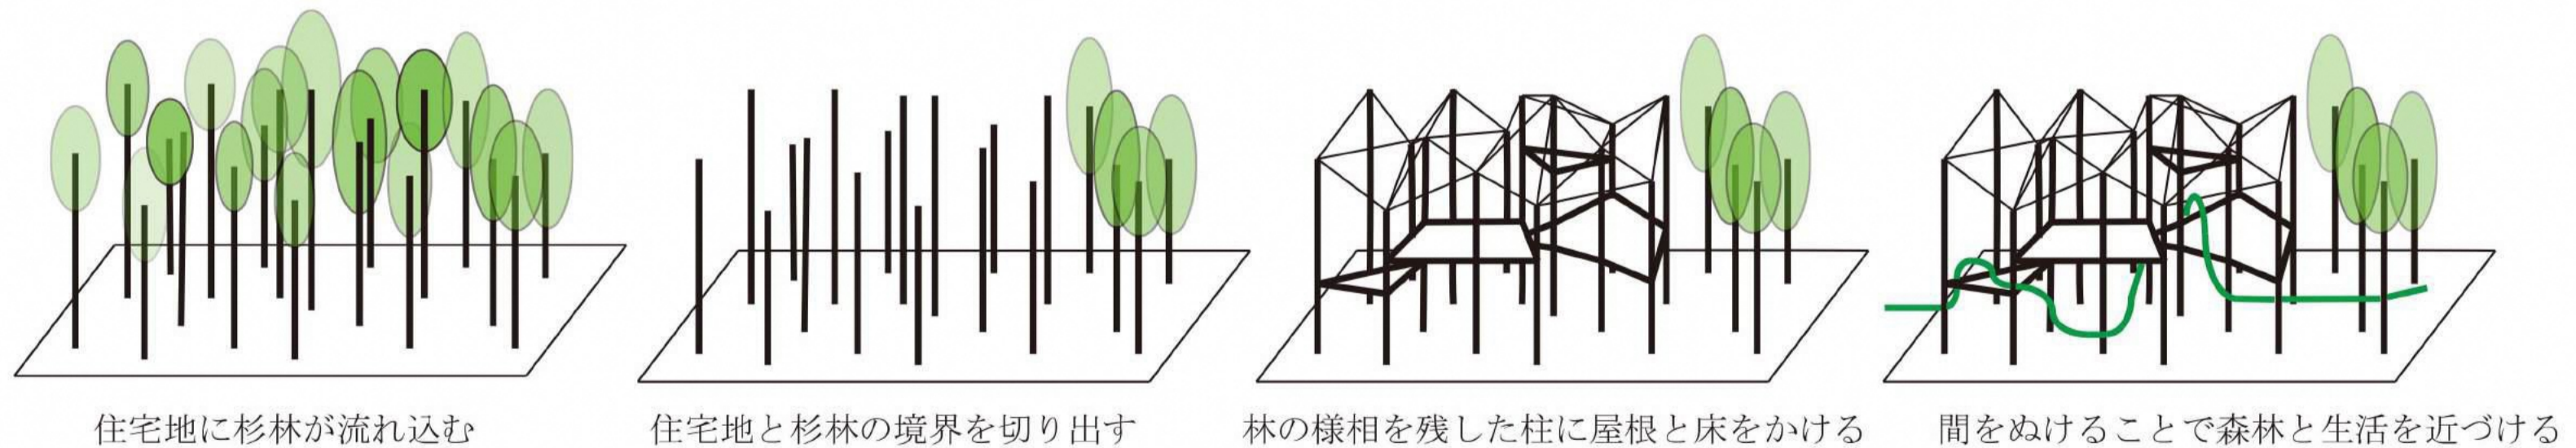 住宅地に杉林が流れ込む
住宅地と杉林の境界を切り出す
林の様相を残した柱に屋根と床をかける
間をぬけることで森林と生活を近づける